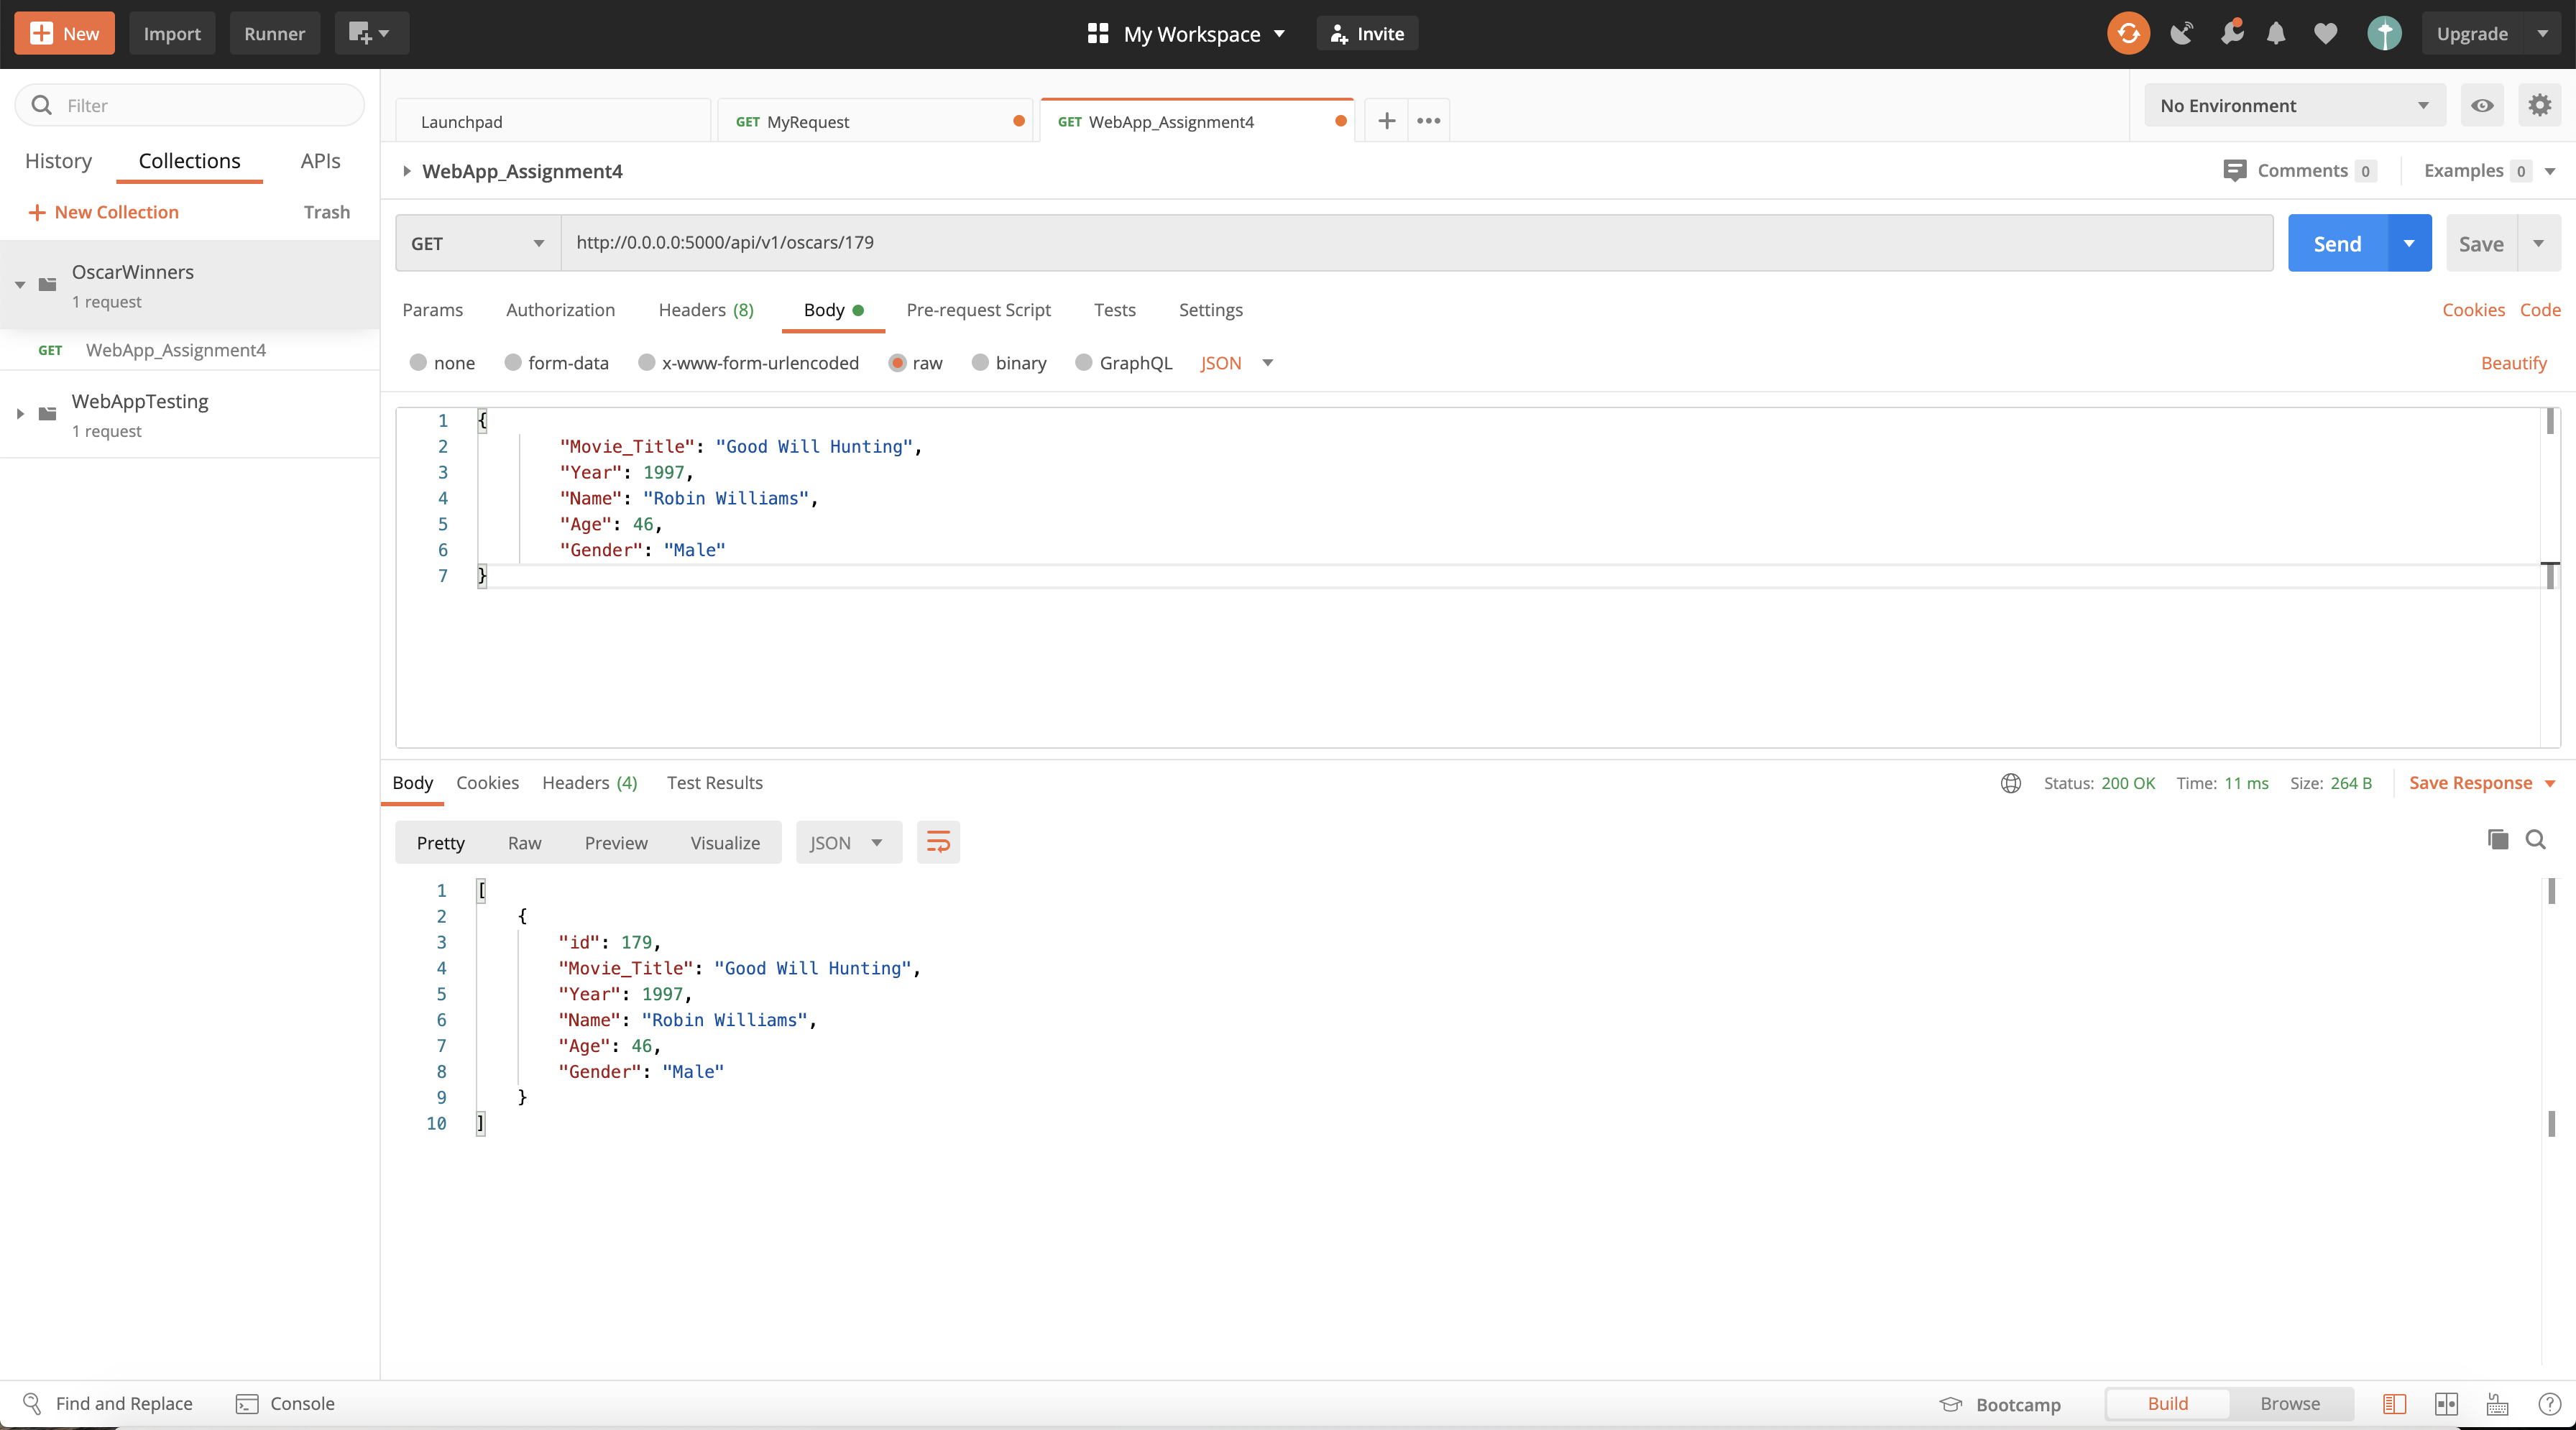 New Import Runner My Workspace Invite Upgrade
Filter
History Collections APIs
+ New Collection Trash
OscarWinners
1 request
GET WebApp_Assignment4
WebAppTesting
1 request
Launchpad GET MyRequest GET WebApp_Assignment4 + ••• No Environment
WebApp_Assignment4 Comments 0 Examples 0
GET http://0.0.0.0:5000/api/v1/oscars/179 Send Save
Params Authorization Headers (8) Body Pre-request Script Tests Settings Cookies Code
none form-data x-www-form-urlencoded raw binary GraphQL JSON Beautify
1 {
2 "Movie_Title": "Good Will Hunting",
3 "Year": 1997,
4 "Name": "Robin Williams",
5 "Age": 46,
6 "Gender": "Male"
7 }
Body Cookies Headers (4) Test Results Status: 200 OK Time: 11 ms Size: 264 B Save Response
Pretty Raw Preview Visualize JSON
1 [
2 {
3 "id": 179,
4 "Movie_Title": "Good Will Hunting",
5 "Year": 1997,
6 "Name": "Robin Williams",
7 "Age": 46,
8 "Gender": "Male"
9 }
10 ]
Find and Replace Console Bootcamp Build Browse ?